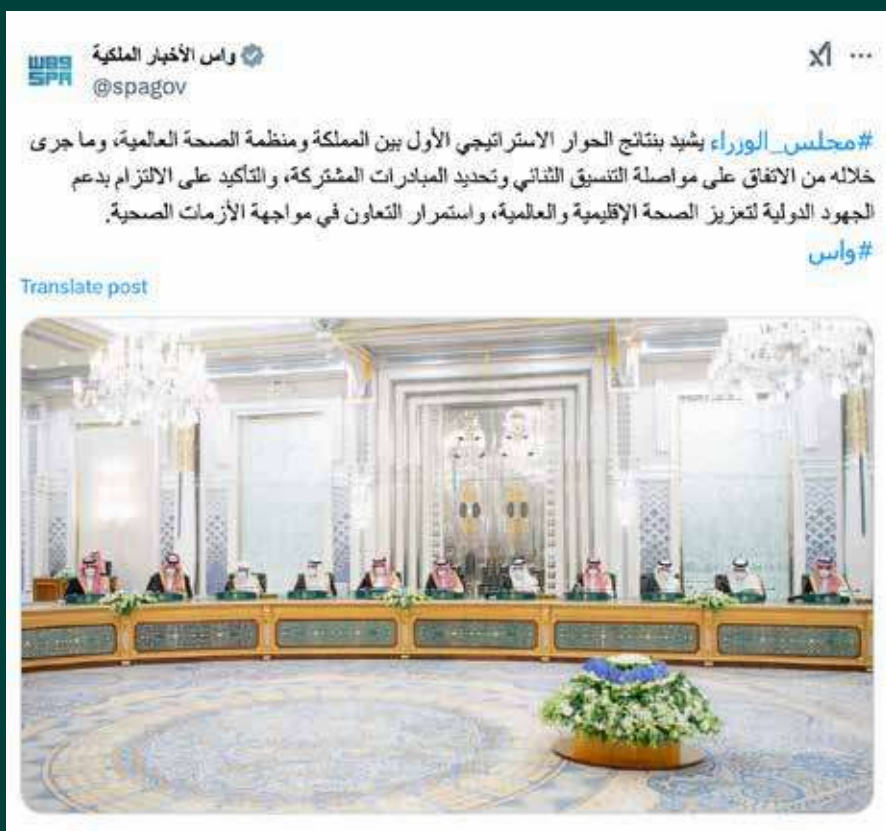 واس الأخبار الملكية
@spagov
#مجلس_الوزراء يشيد بنتائج الحوار الاستراتيجي الأول بين المملكة ومنظمة الصحة العالمية، وما جرى
خلاله من الاتفاق على مواصلة التنسيق الثنائي وتحديد المبادرات المشتركة، والتأكيد على الالتزام بدعم
الجهود الدولية لتعزيز الصحة الإقليمية والعالمية، واستمرار التعاون في مواجهة الأزمات الصحية.
#واس
Translate post